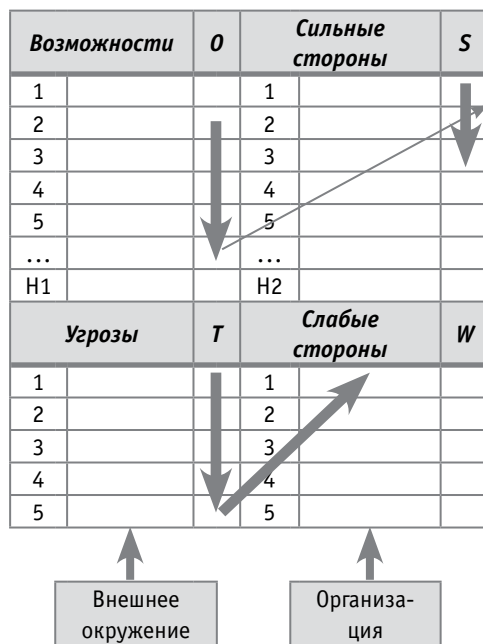 Возможности O Сильные стороны S
1 1
2 2
3 3
4 4
5 5
... ...
Н1 Н2
Угрозы T Слабые стороны W
1 1
2 2
3 3
4 4
5 5
Внешнее окружение
Организа-
ция